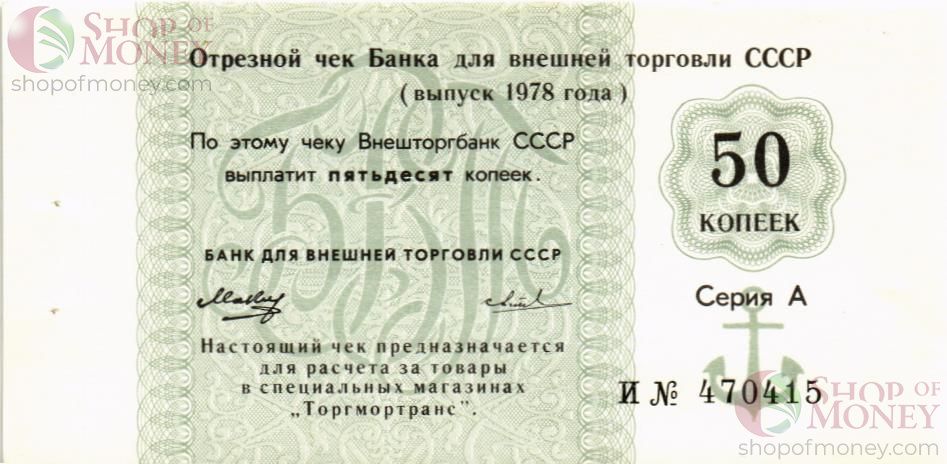 SHOP OF
MONEY
shopofmoney.com
Отрезной чек Банка для внешней торговли СССР
(выпуск 1978 года)
По этому чеку Внешторгбанк СССР
выплатит пятьдесят копеек.
50
КОПЕЕК
БАНК ДЛЯ ВНЕШНЕЙ ТОРГОВЛИ СССР
Серия А
Настоящий чек предназначается
для расчета за товары
в специальных магазинах
„Торгмортранс".
И № 470415
SHOP OF
MONEY
shopofmoney.com